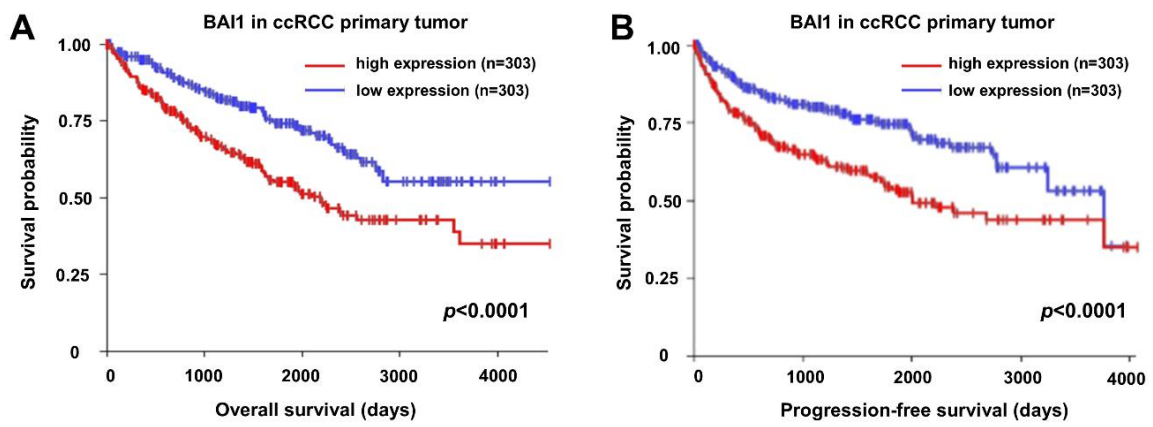 A
BAI1 in ccRCC primary tumor
1.00
0.75
0.50
0.25
0
Survival probability
high expression (n=303)
low expression (n=303)
p<0.0001
0 1000 2000 3000 4000
Overall survival (days)
B
BAI1 in ccRCC primary tumor
1.00
0.75
0.50
0.25
0
Survival probability
high expression (n=303)
low expression (n=303)
p<0.0001
0 1000 2000 3000 4000
Progression-free survival (days)